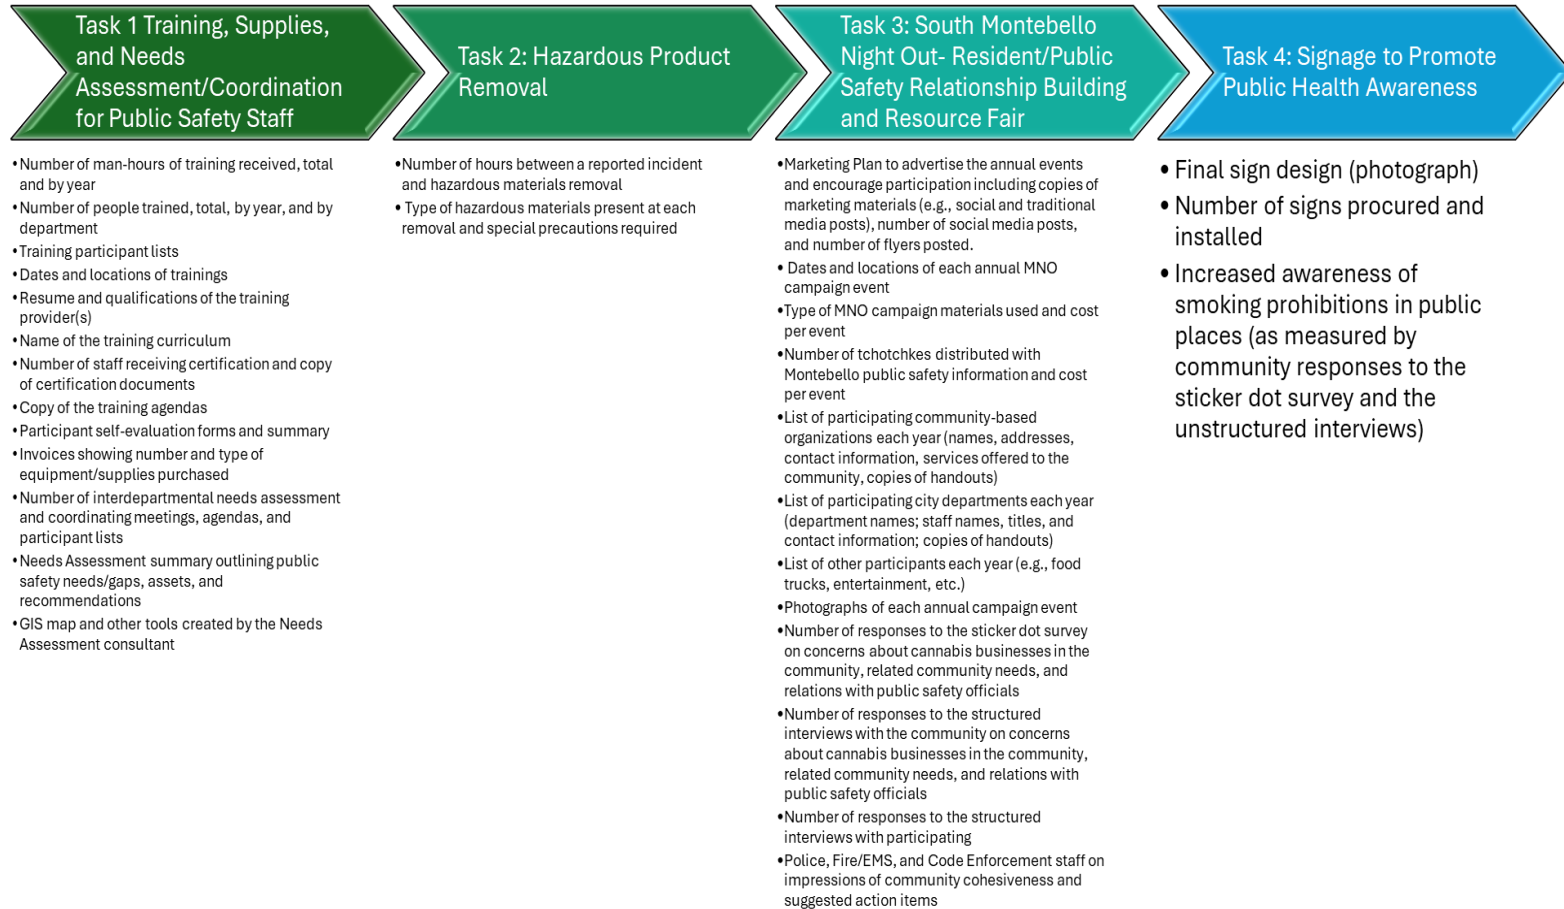 Task 1 Training, Supplies,
and Needs
Assessment/Coordination
for Public Safety Staff
•Number of man-hours of training received, total
and by year
•Number of people trained, total, by year, and by
department
•Training participant lists
•Dates and locations of trainings
•Resume and qualifications of the training
provider(s)
•Name of the training curriculum
•Number of staff receiving certification and copy
of certification documents
•Copy of the training agendas
•Participant self-evaluation forms and summary
•Invoices showing number and type of
equipment/supplies purchased
•Number of interdepartmental needs assessment
and coordinating meetings, agendas, and
participant lists
•Needs Assessment summary outlining public
safety needs/gaps, assets, and
recommendations
•GIS map and other tools created by the Needs
Assessment consultant
Task 2: Hazardous Product
Removal
•Number of hours between a reported incident
and hazardous materials removal
• Type of hazardous materials present at each
removal and special precautions required
Task 3: South Montebello
Night Out- Resident/Public
Safety Relationship Building
and Resource Fair
•Marketing Plan to advertise the annual events
and encourage participation including copies of
marketing materials (e.g., social and traditional
media posts), number of social media posts,
and number of flyers posted.
• Dates and locations of each annual MNO
campaign event
•Type of MNO campaign materials used and cost
per event
•Number of tchotchkes distributed with
Montebello public safety information and cost
per event
•List of participating community-based
organizations each year (names, addresses,
contact information, services offered to the
community, copies of handouts)
•List of participating city departments each year
(department names; staff names, titles, and
contact information; copies of handouts)
•List of other participants each year (e.g., food
trucks, entertainment, etc.)
•Photographs of each annual campaign event
•Number of responses to the sticker dot survey
on concerns about cannabis businesses in the
community, related community needs, and
relations with public safety officials
•Number of responses to the structured
interviews with the community on concerns
about cannabis businesses in the community,
related community needs, and relations with
public safety officials
•Number of responses to the structured
interviews with participating
•Police, Fire/EMS, and Code Enforcement staff on
impressions of community cohesiveness and
suggested action items
Task 4: Signage to Promote
Public Health Awareness
• Final sign design (photograph)
• Number of signs procured and
installed
• Increased awareness of
smoking prohibitions in public
places (as measured by
community responses to the
sticker dot survey and the
unstructured interviews)